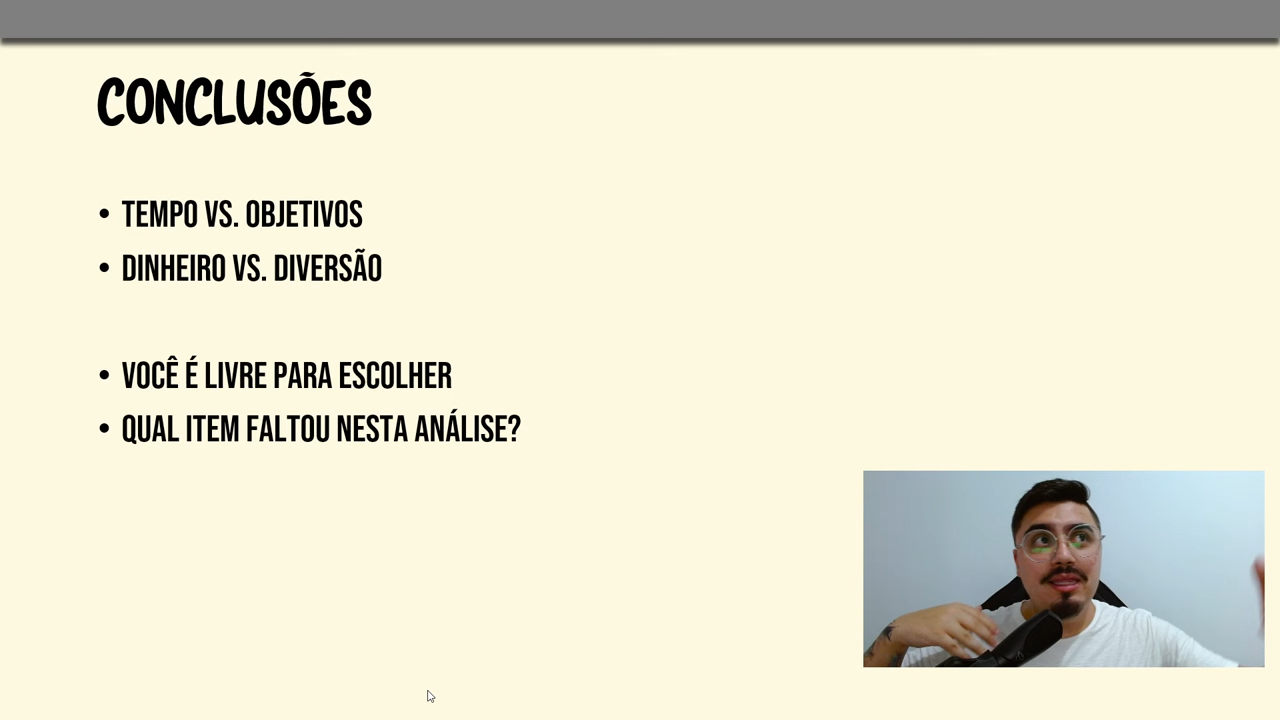 CONCLUSÕES
• TEMPO VS. OBJETIVOS
• DINHEIRO VS. DIVERSÃO
• VOCÊ É LIVRE PARA ESCOLHER
• QUAL ITEM FALTOU NESTA ANÁLISE?